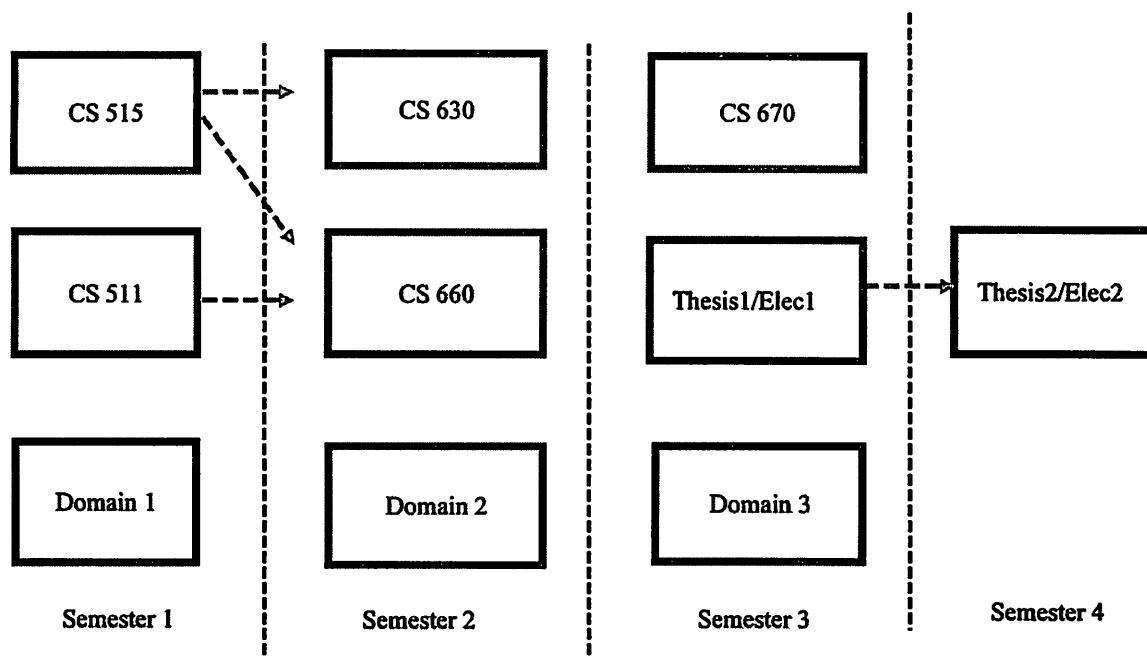 CS 515
CS 630
CS 670
CS 511
CS 660
Thesis1/Elec1
Thesis2/Elec2
Domain 1
Domain 2
Domain 3
Semester 1
Semester 2
Semester 3
Semester 4